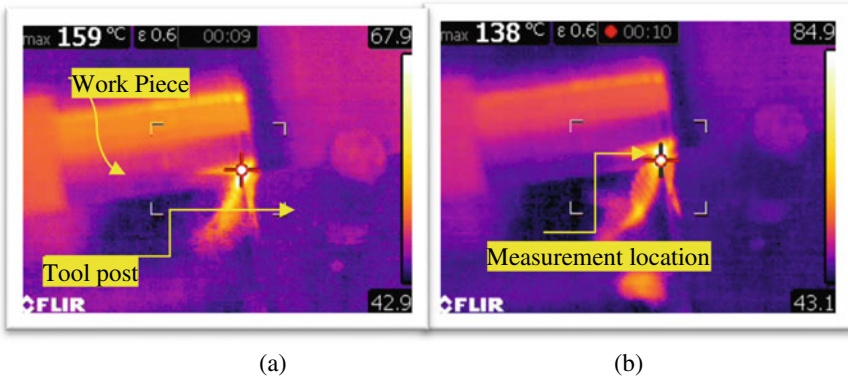 max 159 °C ε 0.6 00:09 67.9
Work Piece
Tool post
FLIR 42.9
(a)
max 138 °C ε 0.6 00:10 84.9
Measurement location
FLIR 43.1
(b)